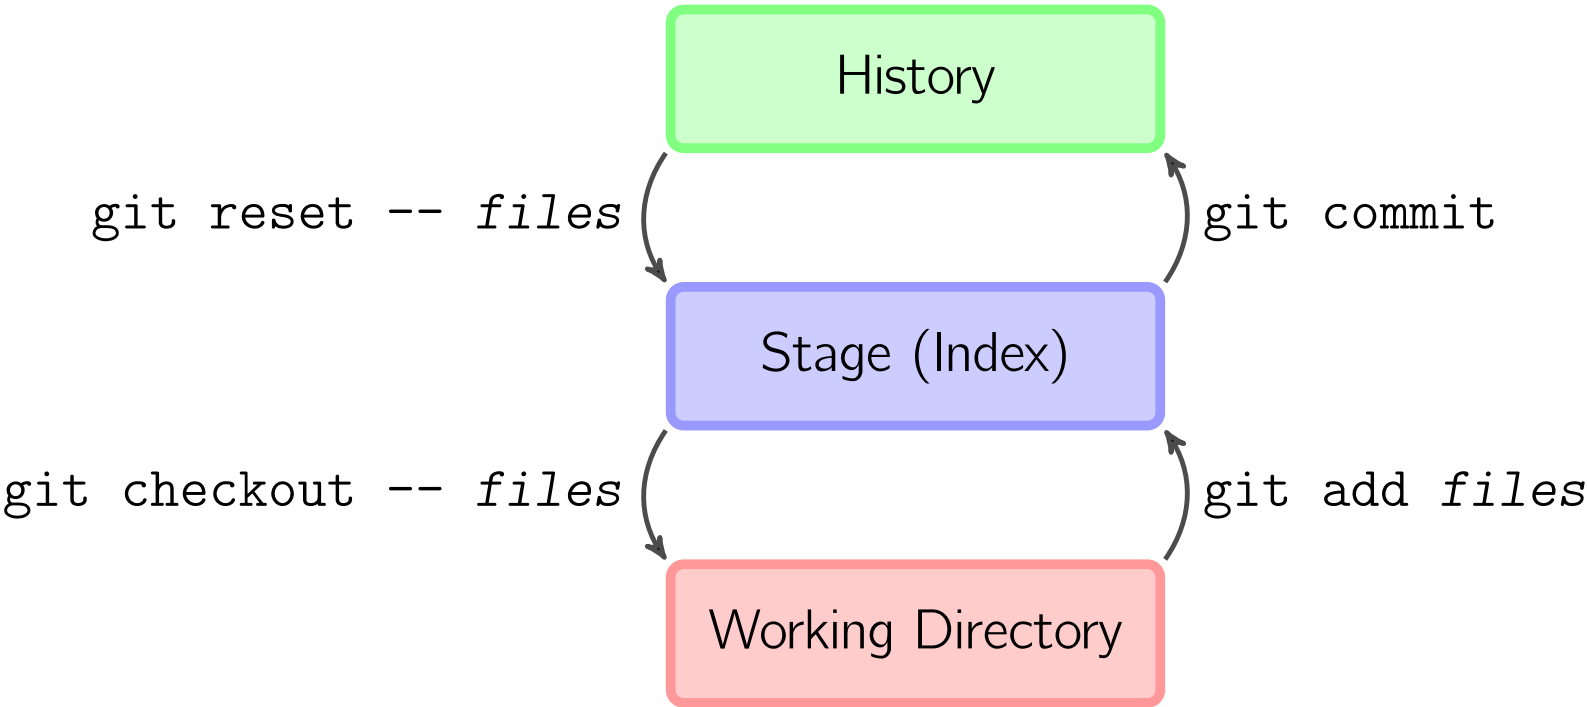 History
git reset -- files
git commit
Stage (Index)
git checkout -- files
git add files
Working Directory